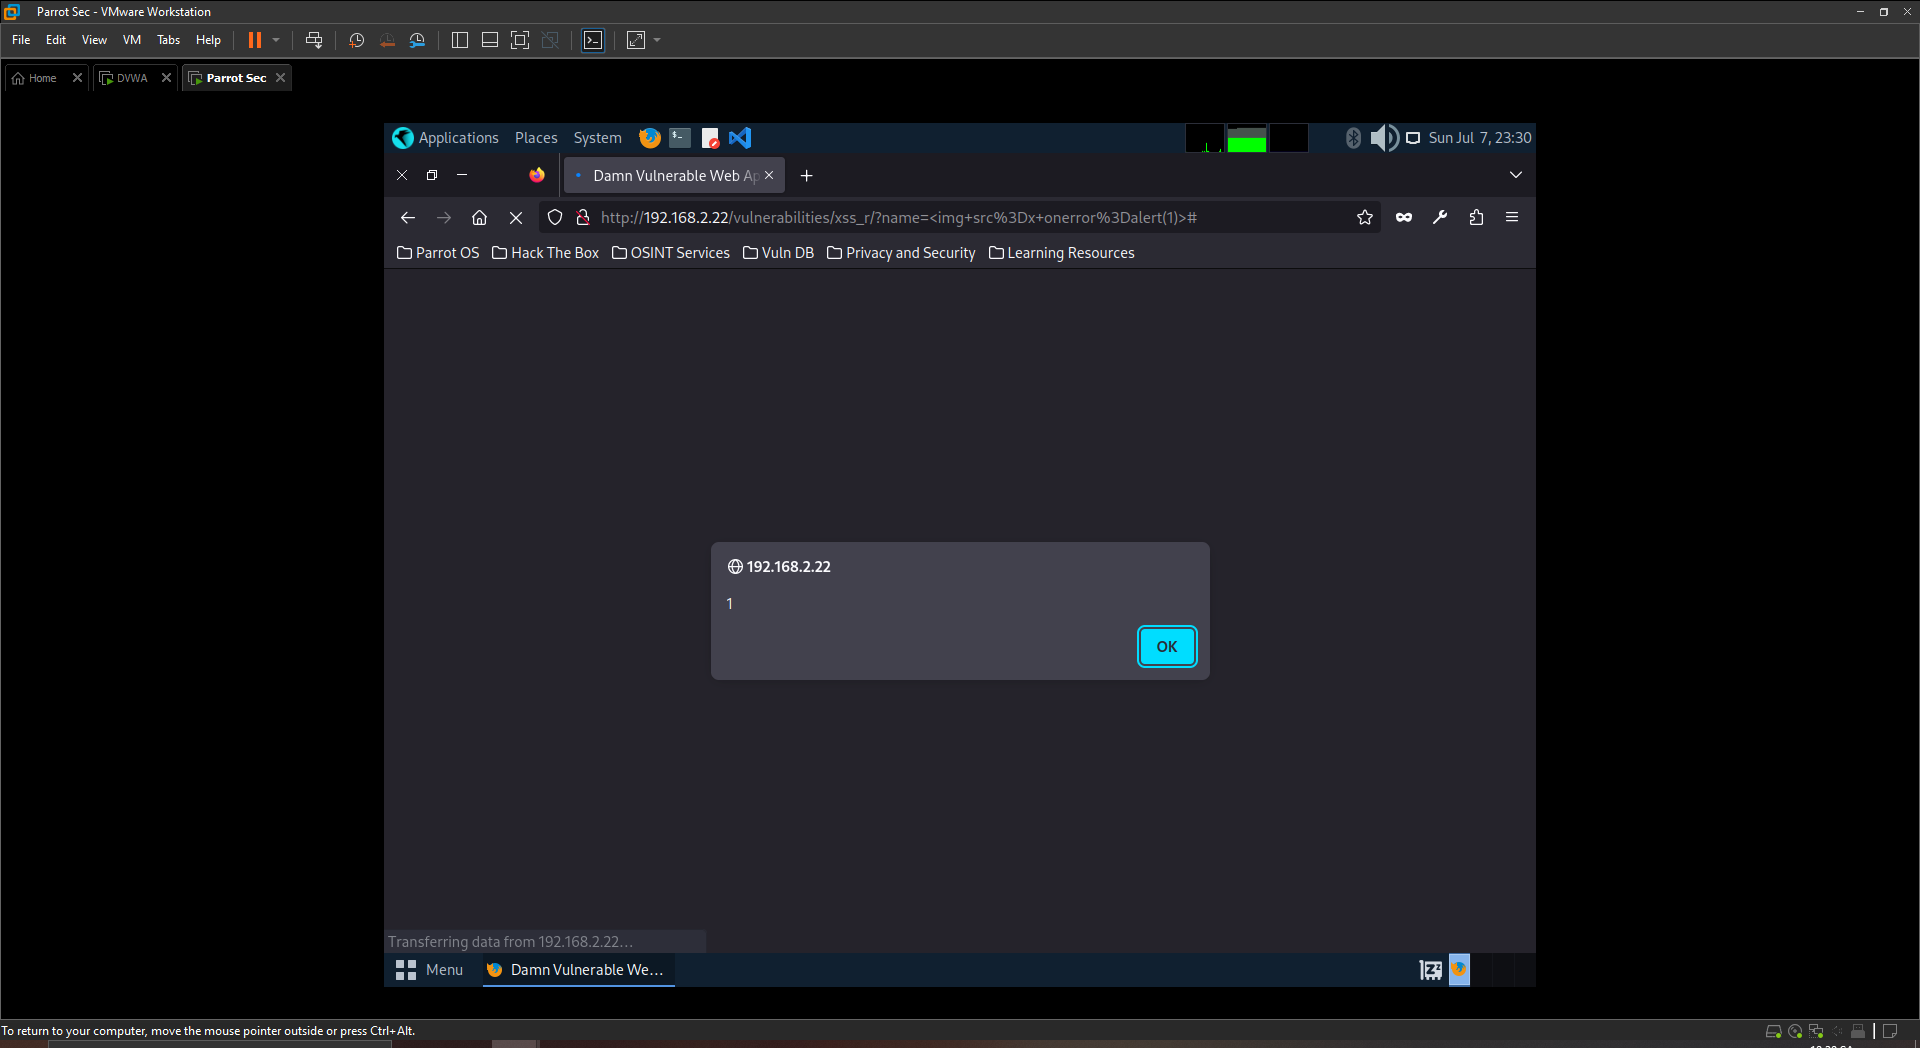 Parrot Sec - VMware Workstation
File Edit View VM Tabs Help
Home DVWA Parrot Sec
Applications Places System Sun Jul 7, 23:30
Damn Vulnerable Web Ap
http://192.168.2.22/vulnerabilities/xss_r/?name=<img+src%3Dx+onerror%3Dalert(1)>#
Parrot OS Hack The Box OSINT Services Vuln DB Privacy and Security Learning Resources
192.168.2.22
1
OK
Transferring data from 192.168.2.22...
Menu Damn Vulnerable We...
To return to your computer, move the mouse pointer outside or press Ctrl+Alt.